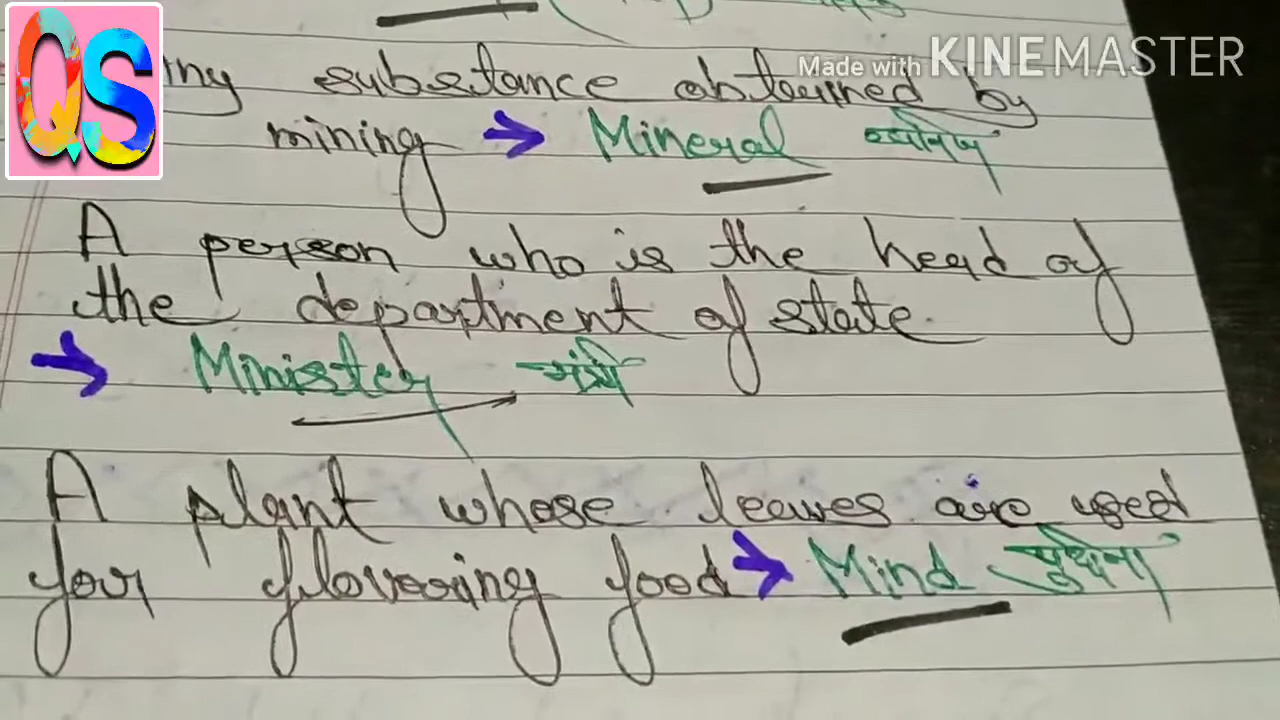 QS
Made with KINEMASTER
any substance obtained by
mining → Mineral खनिज
A person who is the head of
the department of state.
→ Minister मंत्री
A plant whose leaves are used
for flovering food → Mind पुदीना